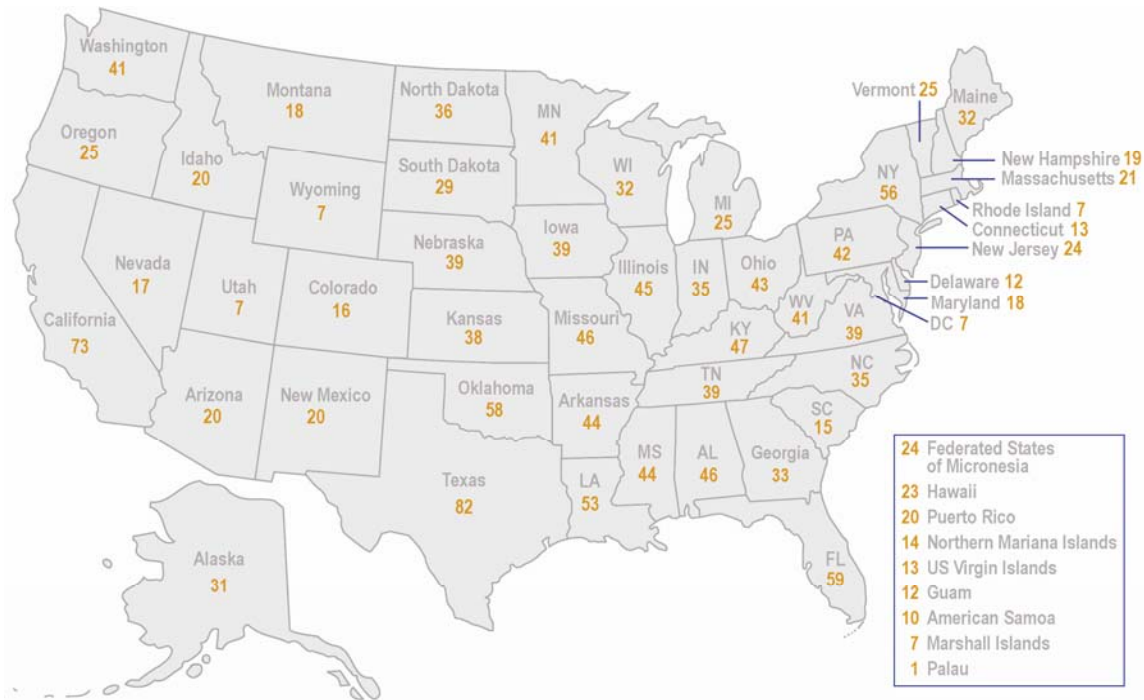 Washington
41
Montana
18
North Dakota
36
MN
41
Vermont 25
Maine
32
Oregon
25
Idaho
20
Wyoming
7
South Dakota
29
WI
32
MI
25
NY
56
New Hampshire 19
Massachusetts 21
Rhode Island 7
Connecticut 13
New Jersey 24
Nevada
17
Utah
7
Colorado
16
Nebraska
39
Iowa
39
Illinois
45
IN
35
Ohio
43
PA
42
Delaware 12
Maryland 18
DC 7
California
73
Kansas
38
Missouri
46
KY
47
WV
41
VA
39
Arizona
20
New Mexico
20
Oklahoma
58
Arkansas
44
TN
39
NC
35
SC
15
Texas
82
LA
53
MS
44
AL
46
Georgia
33
FL
59
Alaska
31
24 Federated States
of Micronesia
23 Hawaii
20 Puerto Rico
14 Northern Mariana Islands
13 US Virgin Islands
12 Guam
10 American Samoa
7 Marshall Islands
1 Palau